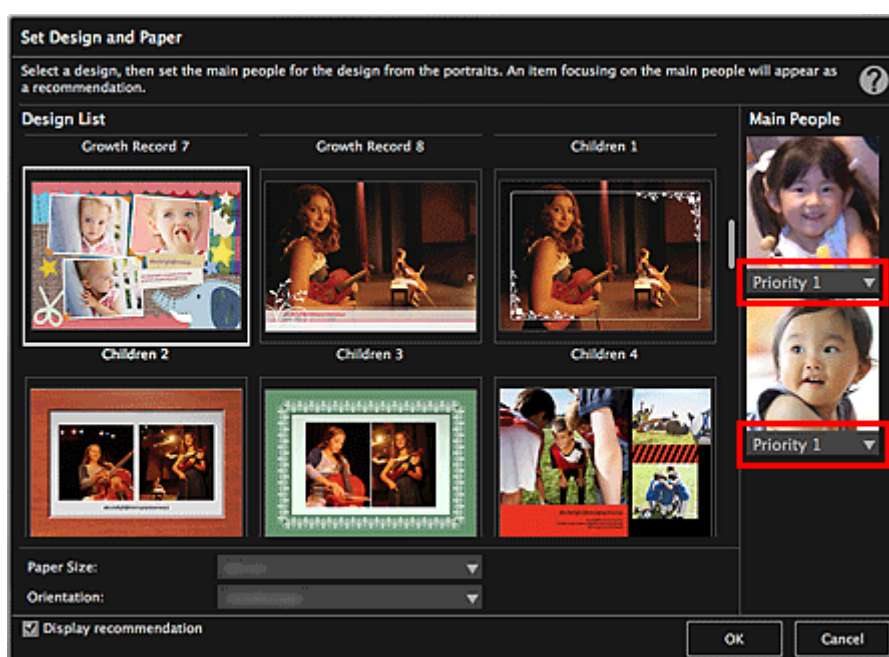 Set Design and Paper
Select a design, then set the main people for the design from the portraits. An item focusing on the main people will appear as
a recommendation.
?
Design List
Main People
Growth Record 7
Growth Record 8
Children 1
Priority 1
Children 2
Children 3
Children 4
Priority 1
Paper Size:
Orientation:
Display recommendation
OK
Cancel